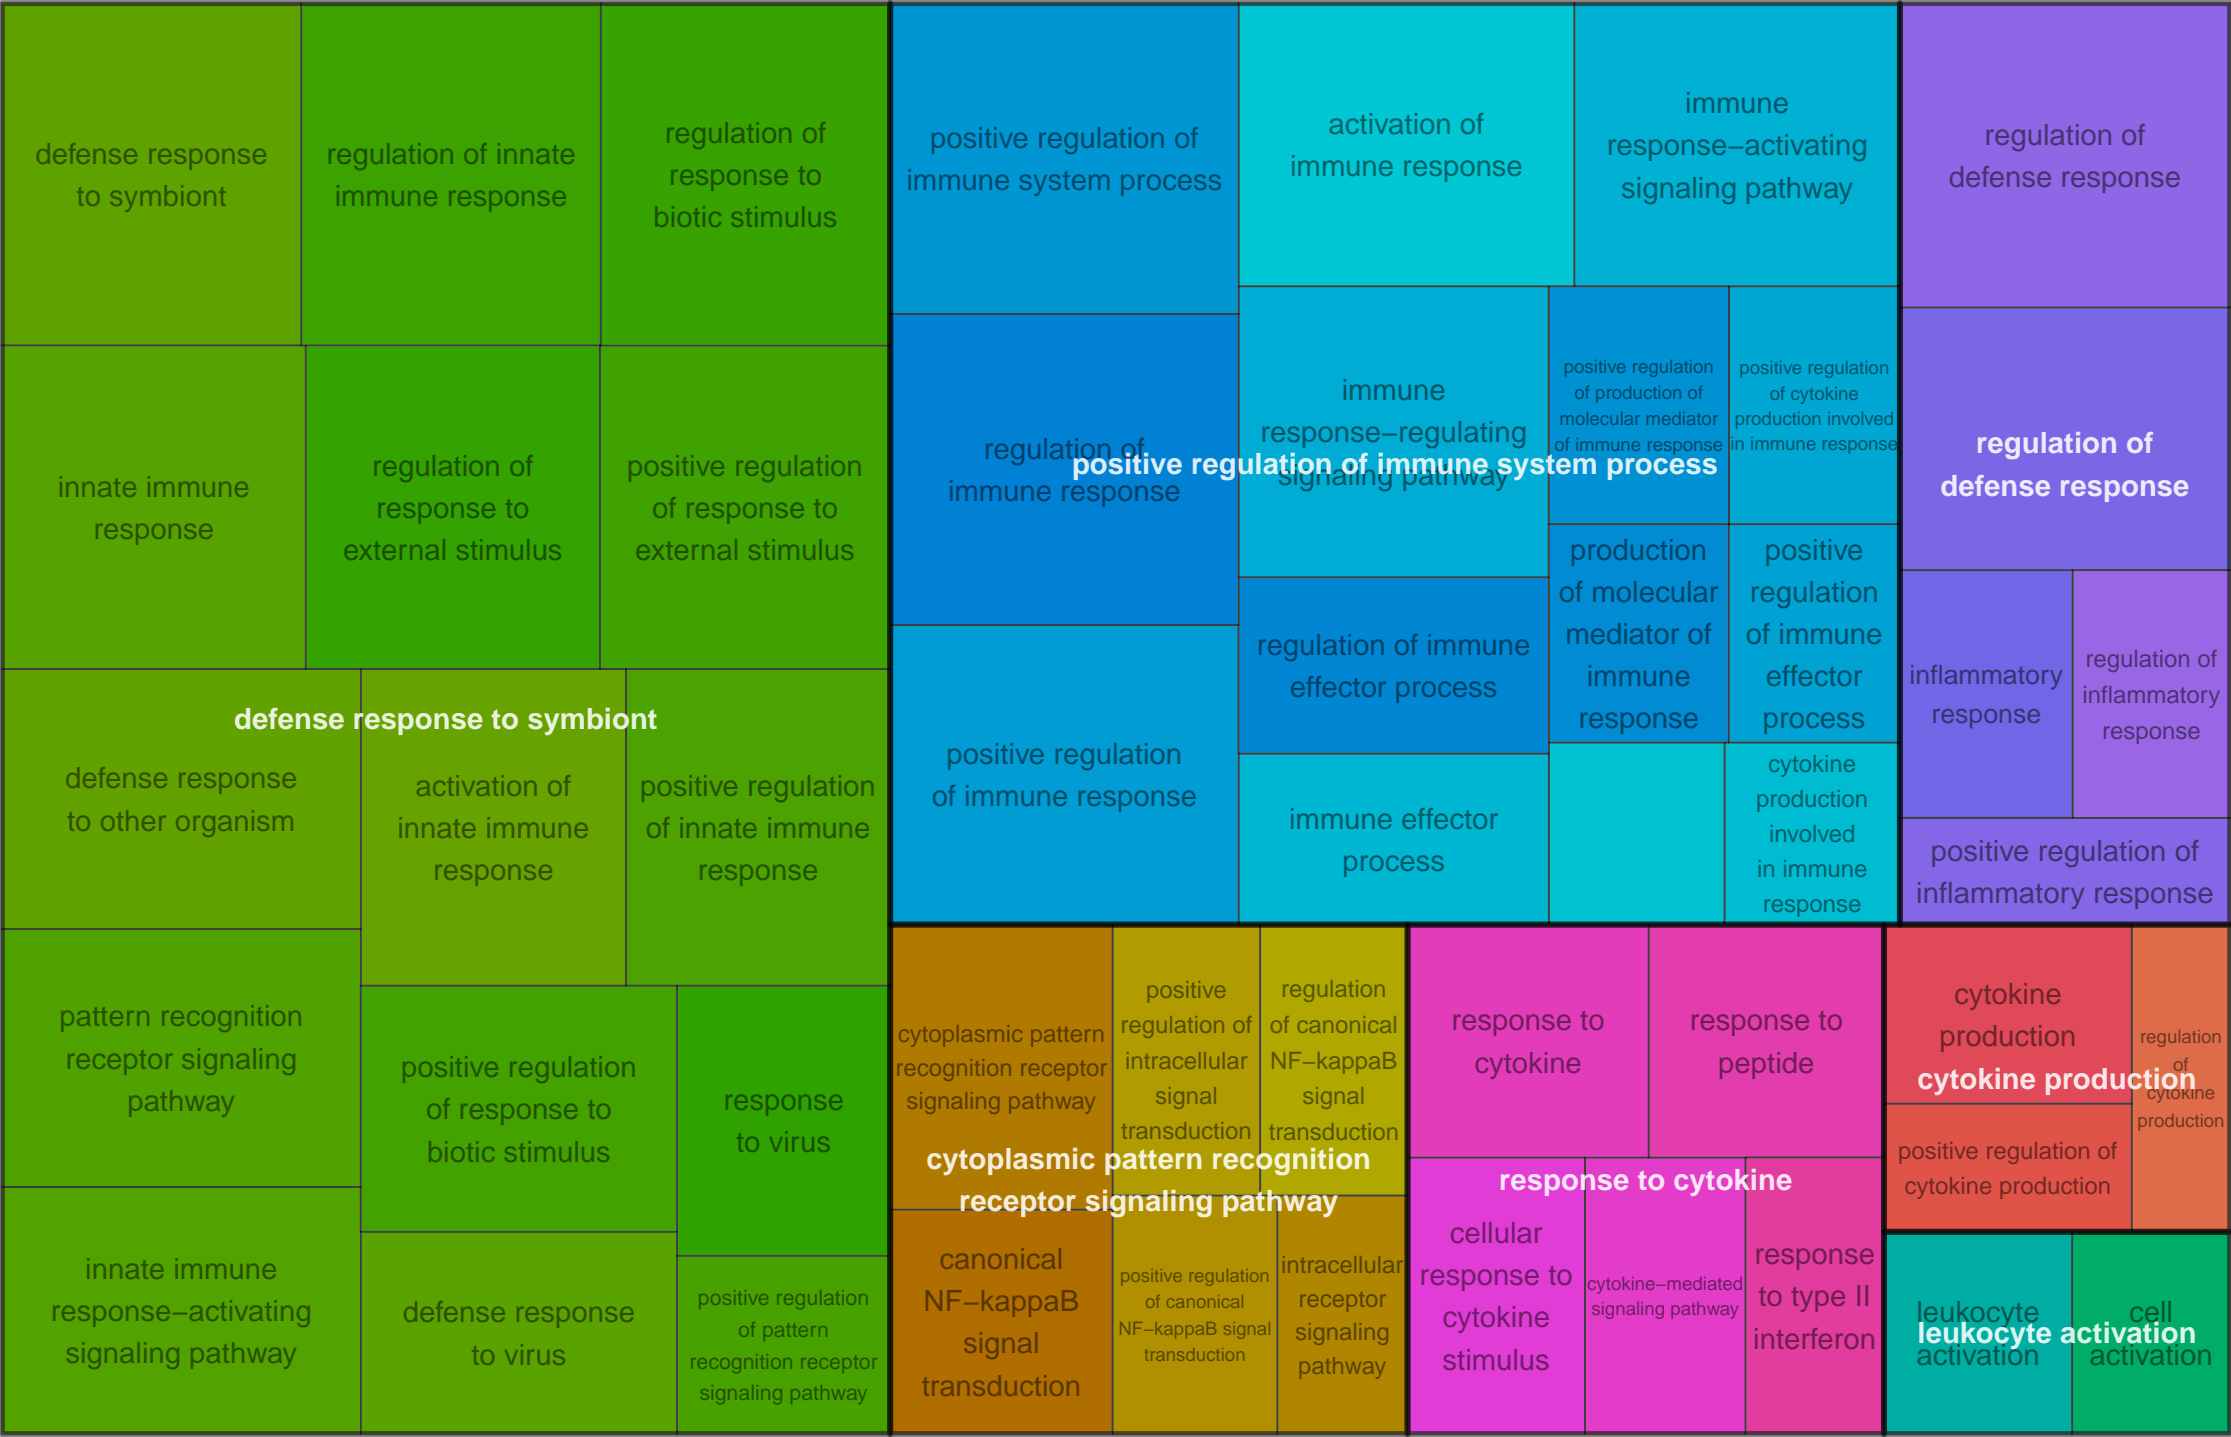 defense response
to symbiont
regulation of innate
immune response
regulation of
response to
biotic stimulus
innate immune
response
regulation of
response to
external stimulus
positive regulation
of response to
external stimulus
defense response to symbiont
defense response
to other organism
activation of
innate immune
response
positive regulation
of innate immune
response
pattern recognition
receptor signaling
pathway
positive regulation
of response to
biotic stimulus
response
to virus
innate immune
response−activating
signaling pathway
defense response
to virus
positive regulation
of pattern
recognition receptor
signaling pathway
positive regulation of
immune system process
activation of
immune response
immune
response−activating
signaling pathway
regulation of
immune response
immune
response−regulating
signaling pathway
positive regulation
of production of
molecular mediator
of immune response
positive regulation
of cytokine
production involved
in immune response
positive regulation of immune system process
positive regulation
of immune response
regulation of immune
effector process
production
of molecular
mediator of
immune
response
positive
regulation
of immune
effector
process
immune effector
process
cytokine
production
involved
in immune
response
regulation of
defense response
regulation of
defense response
inflammatory
response
regulation of
inflammatory
response
positive regulation of
inflammatory response
cytoplasmic pattern
recognition receptor
signaling pathway
positive
regulation of
intracellular
signal
transduction
regulation
of canonical
NF−kappaB
signal
transduction
cytoplasmic pattern recognition
receptor signaling pathway
canonical
NF−kappaB
signal
transduction
positive regulation
of canonical
NF−kappaB signal
transduction
intracellular
receptor
signaling
pathway
response to
cytokine
response to
peptide
response to cytokine
cellular
response to
cytokine
stimulus
cytokine−mediated
signaling pathway
response
to type II
interferon
cytokine
production
regulation
of
cytokine
production
cytokine production
positive regulation of
cytokine production
leukocyte
activation
cell
activation
leukocyte activation